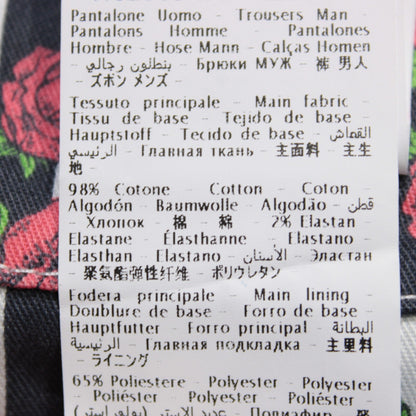 Pantalone Uomo - Trousers Man -
Pantalons Homme - Pantalones
Hombre - Hose Mann - Calças Homen
- بنطلون رجالي - Брюки МУЖ - 裤 男人
- ズボン メンズ -
Tessuto principale - Main fabric -
Tissu de base - Tejido de base -
Hauptstoff - Tecido de base - القماش
الرئيسي - Главная ткань - 主面料 - 主生
地 -
98% Cotone - Cotton - Coton -
Algodón - Baumwolle - Algodão - قطن
- Хлопок - 棉 - 綿 - 2% Elastan
Elastane - Élasthanne - Elastano -
Elasthan - Elastano - الأستان - Эластан
- 聚氨酯弹性纤维 - ポリウレタン
Fodera principale - Main lining -
Doublure de base - Forro de base -
Hauptfutter - Forro principal - البطانة
الرئيسية - Главная подкладка - 主里料
- ライニング -
65% Poliestere - Polyester - Polyester
- Poliéster - Polyester - Poliéster -